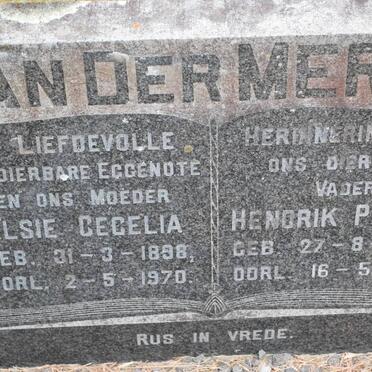 AN DER MER
LIEFDEVOLLE
DIERBARE EGGENOTE
EN ONS MOEDER
ELSIE CECELIA
GEB. 31-3-1898,
OORL. 2-5-1970.
HERINNERIN
ONS DIER
VADER
HENDRIK P
GEB. 27-8
OORL. 16-5
RUS IN VREDE.